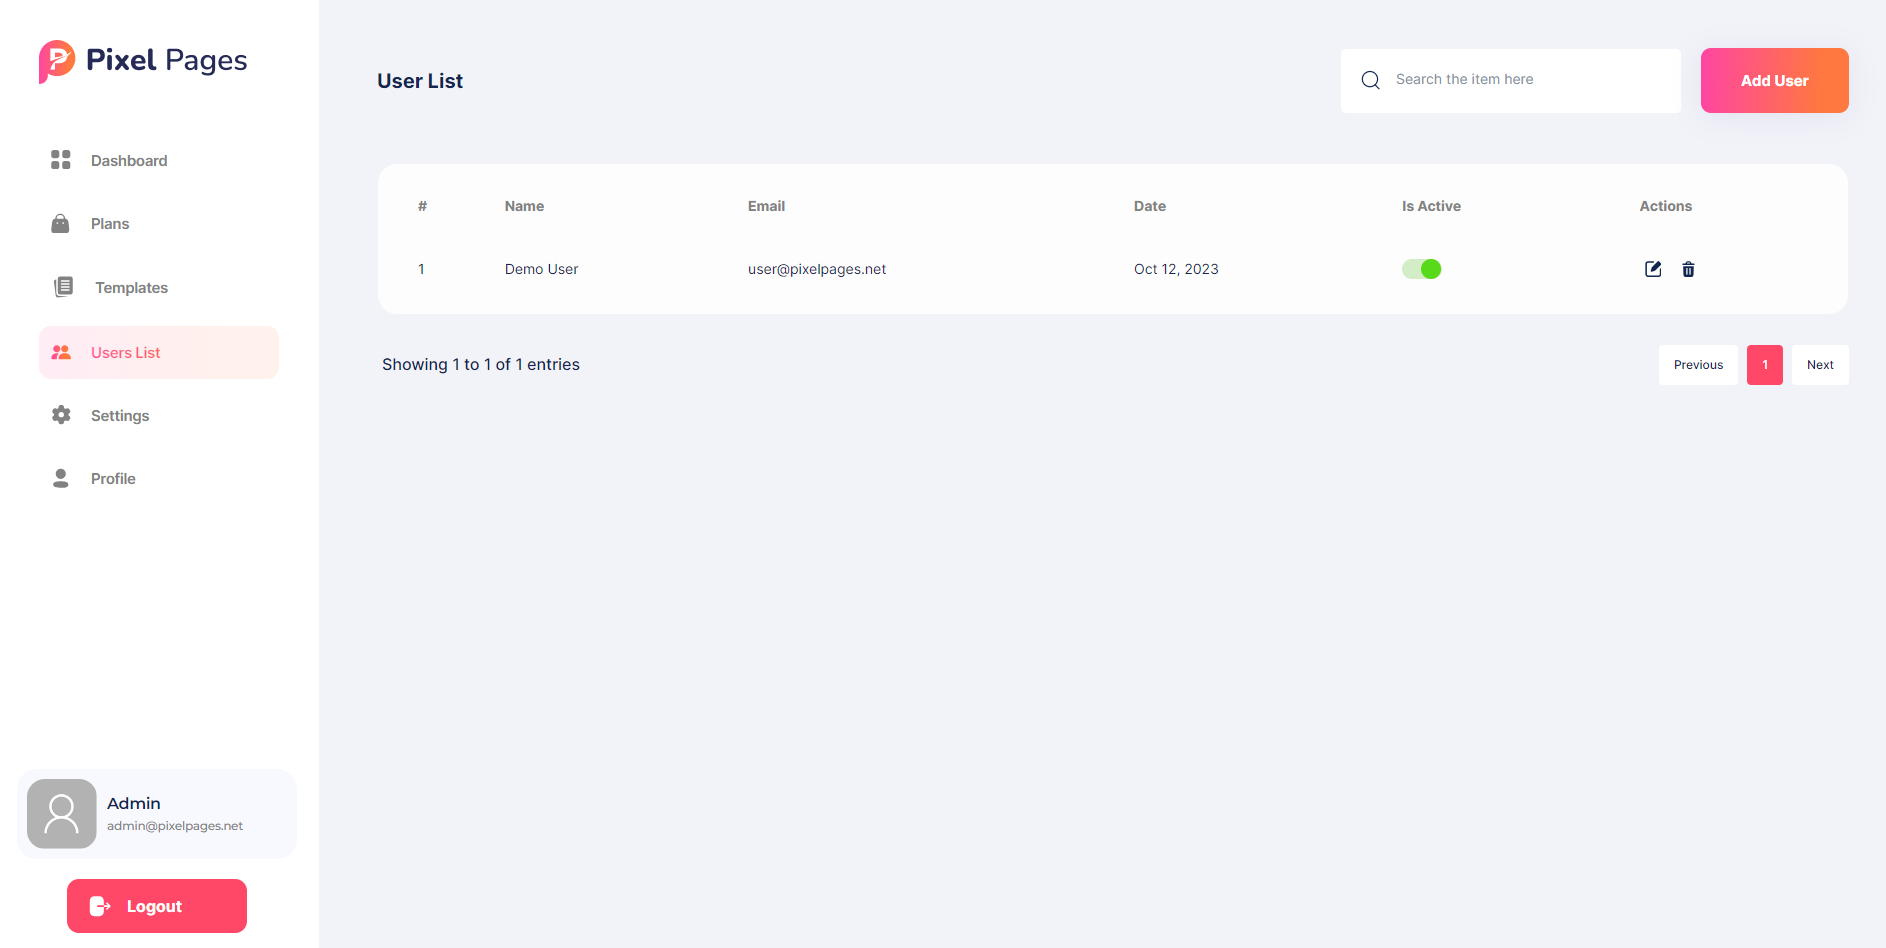 Pixel Pages
Dashboard
Plans
Templates
Users List
Settings
Profile
Admin
admin@pixelpages.net
Logout
User List
Search the item here
Add User
# Name Email Date Is Active Actions
1 Demo User user@pixelpages.net Oct 12, 2023
Showing 1 to 1 of 1 entries
Previous 1 Next